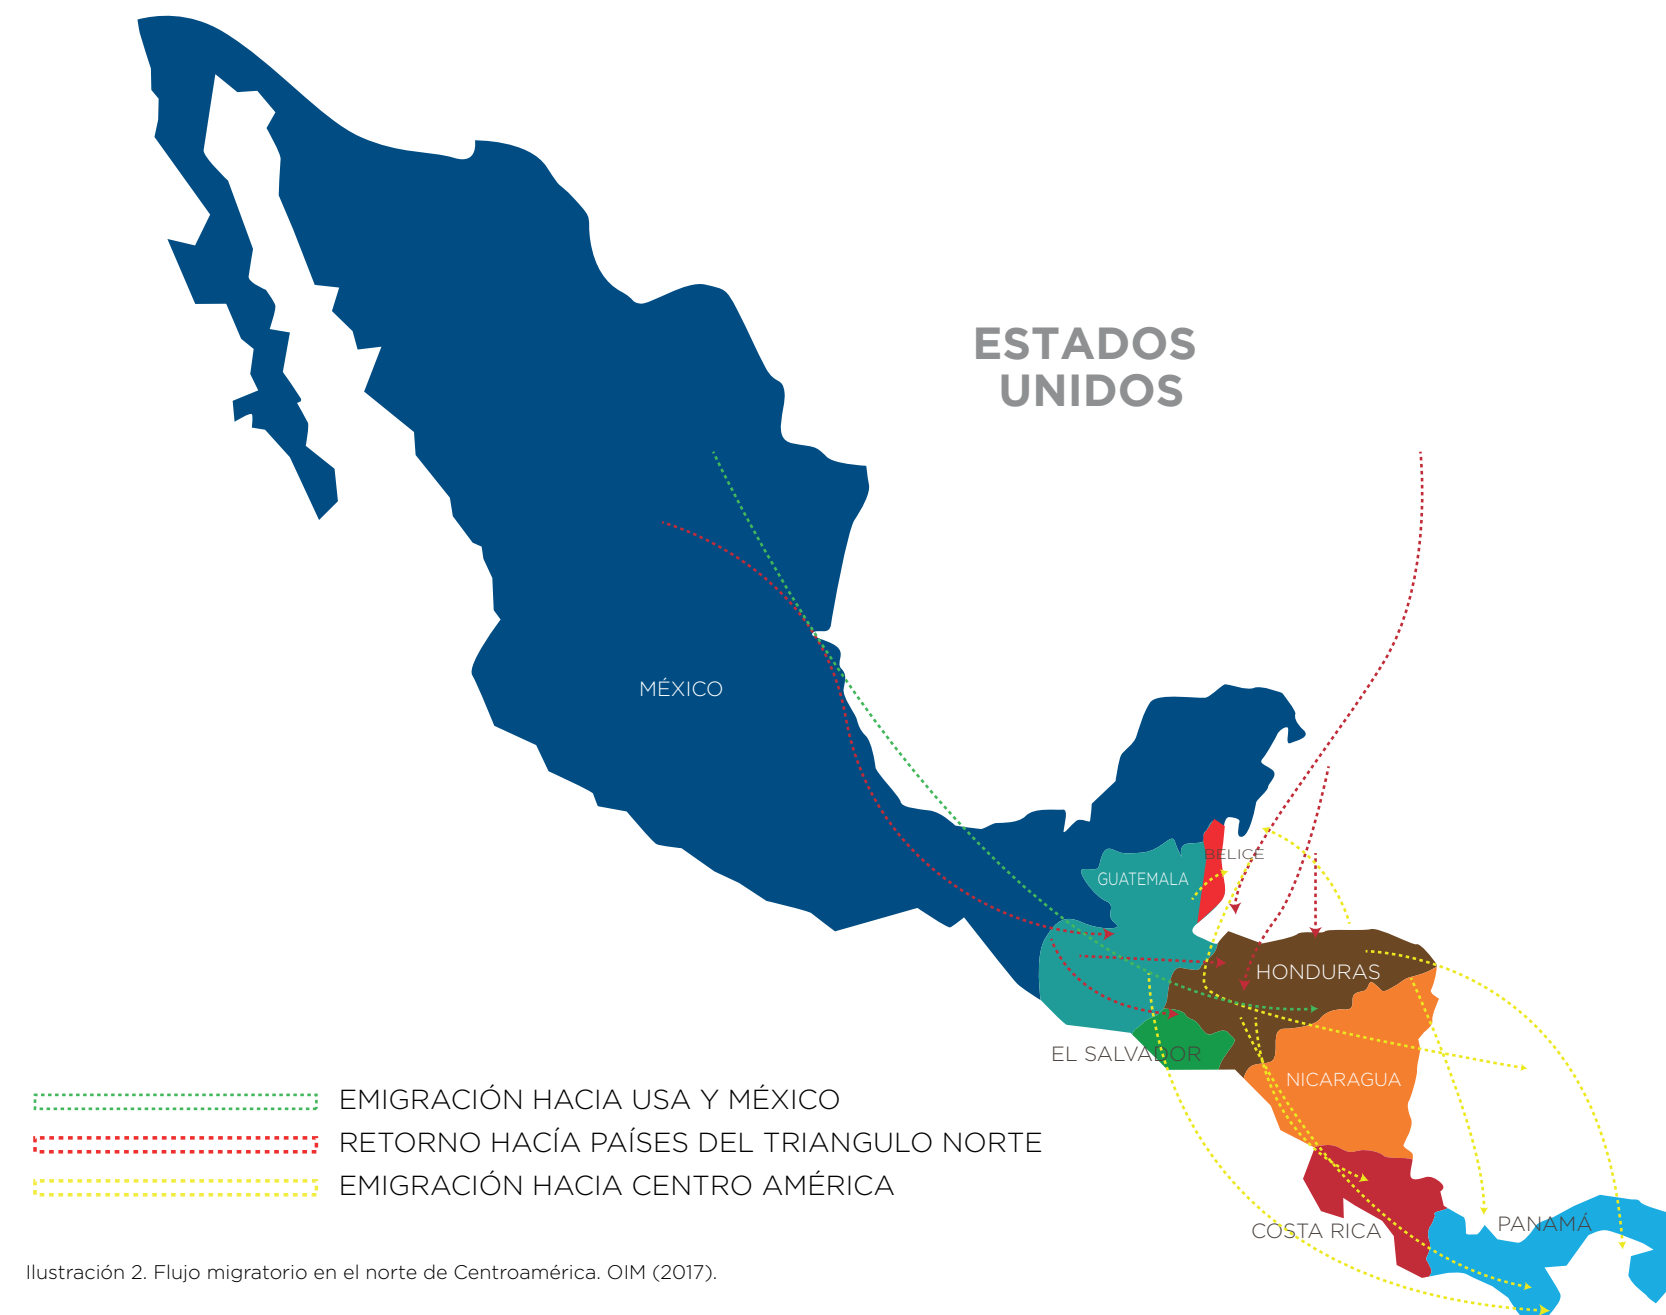 ESTADOS
UNIDOS
MÉXICO
BELICE
GUATEMALA
HONDURAS
EL SALVADOR
NICARAGUA
COSTA RICA
PANAMÁ
EMIGRACIÓN HACIA USA Y MÉXICO
RETORNO HACÍA PAÍSES DEL TRIANGULO NORTE
EMIGRACIÓN HACIA CENTRO AMÉRICA
Ilustración 2. Flujo migratorio en el norte de Centroamérica. OIM (2017).